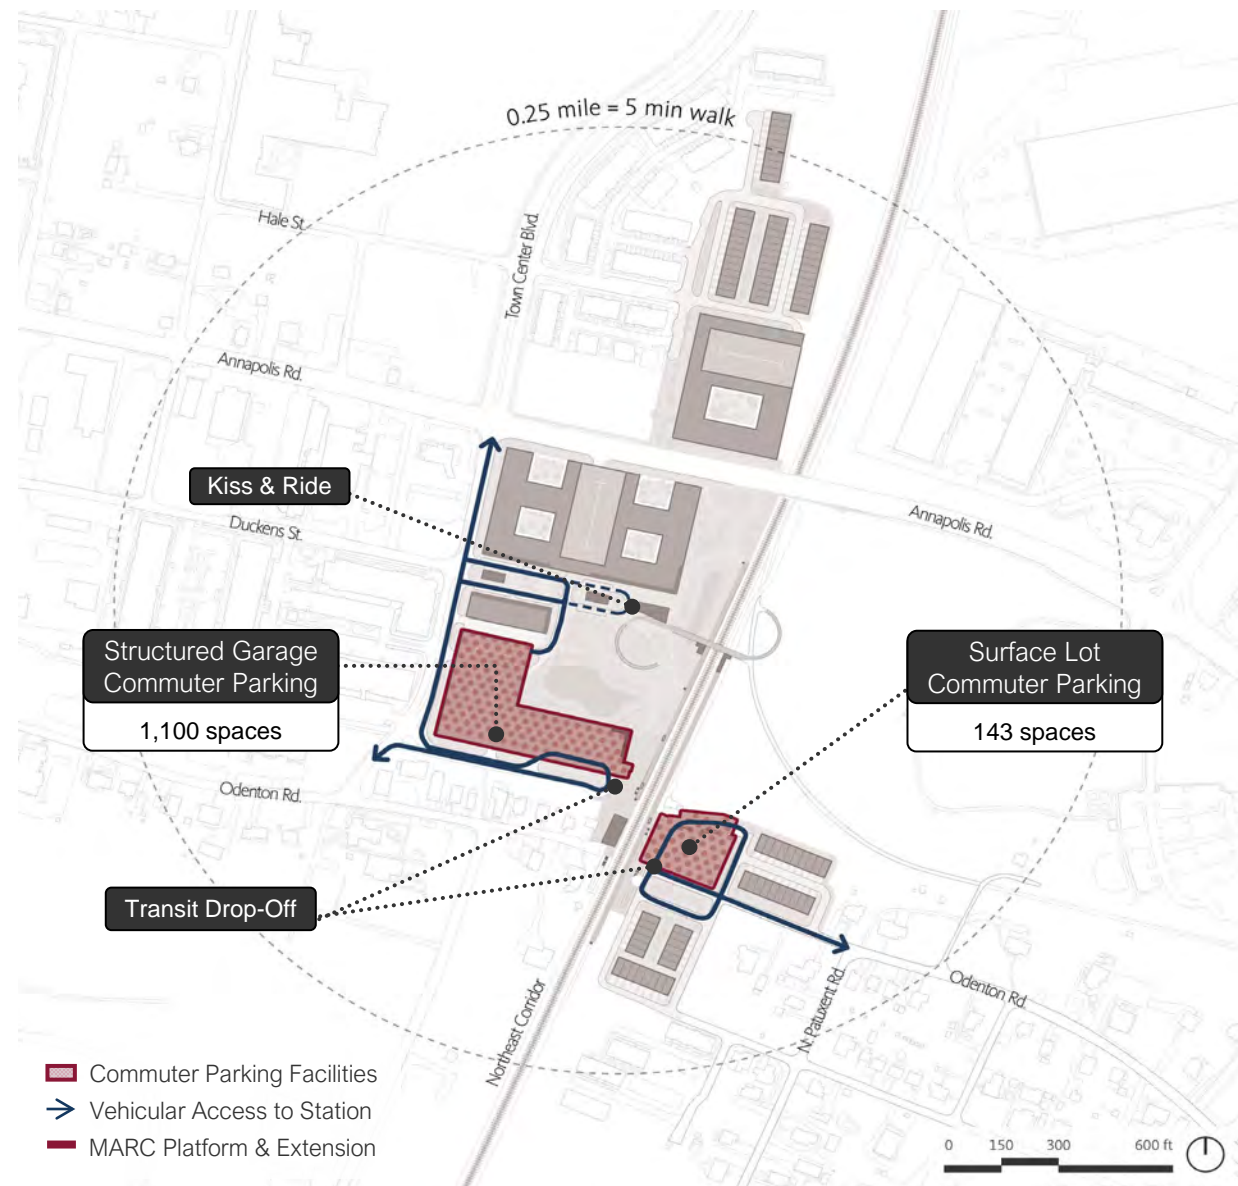 0.25 mile = 5 min walk
Hale St.
Town Center Blvd.
Annapolis Rd.
Kiss & Ride
Duckens St.
Annapolis Rd.
Structured Garage
Commuter Parking
1,100 spaces
Surface Lot
Commuter Parking
143 spaces
Odenton Rd.
Transit Drop-Off
Northeast Corridor
N. Patuxent Rd.
Odenton Rd.
Commuter Parking Facilities
Vehicular Access to Station
MARC Platform & Extension
0 150 300 600 ft